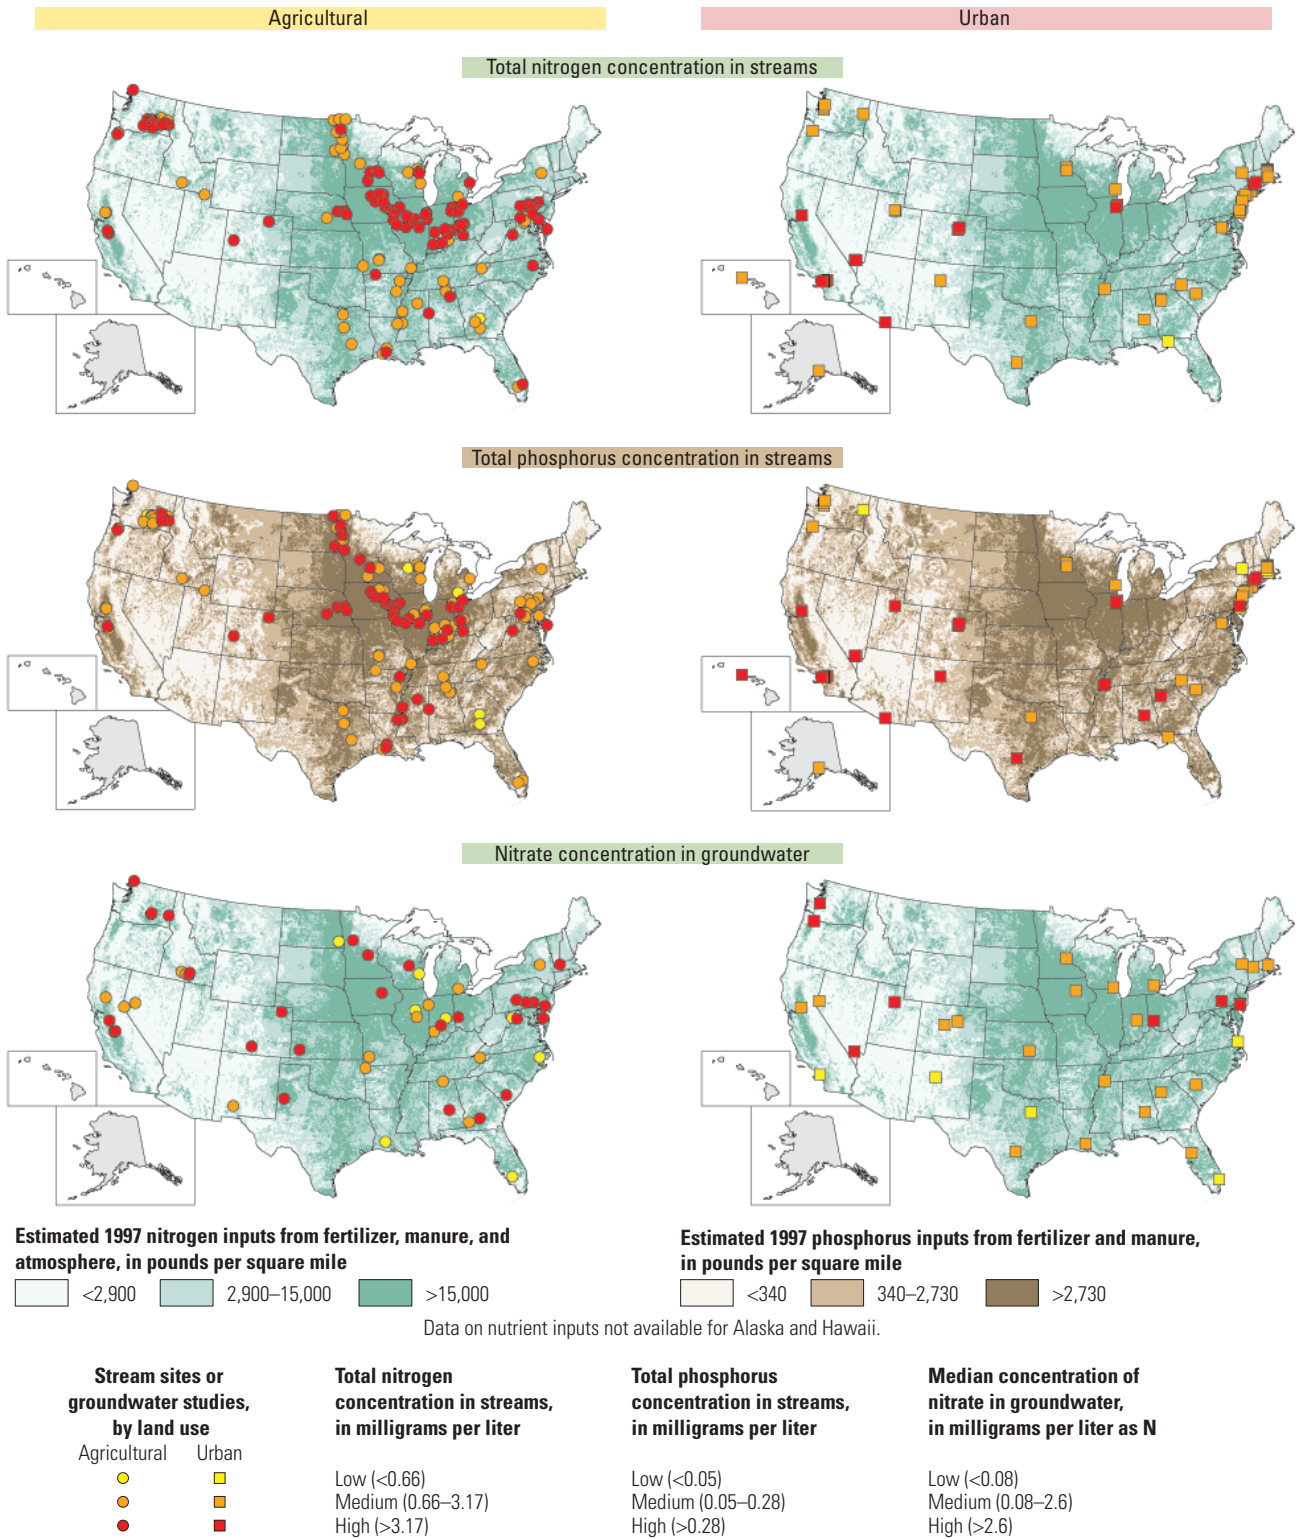 Agricultural
Urban
Total nitrogen concentration in streams
Total phosphorus concentration in streams
Nitrate concentration in groundwater
Estimated 1997 nitrogen inputs from fertilizer, manure, and
atmosphere, in pounds per square mile
<2,900
2,900–15,000
>15,000
Estimated 1997 phosphorus inputs from fertilizer and manure,
in pounds per square mile
<340
340–2,730
>2,730
Data on nutrient inputs not available for Alaska and Hawaii.
Stream sites or
groundwater studies,
by land use
Agricultural Urban
Total nitrogen
concentration in streams,
in milligrams per liter
Low (<0.66)
Medium (0.66–3.17)
High (>3.17)
Total phosphorus
concentration in streams,
in milligrams per liter
Low (<0.05)
Medium (0.05–0.28)
High (>0.28)
Median concentration of
nitrate in groundwater,
in milligrams per liter as N
Low (<0.08)
Medium (0.08–2.6)
High (>2.6)